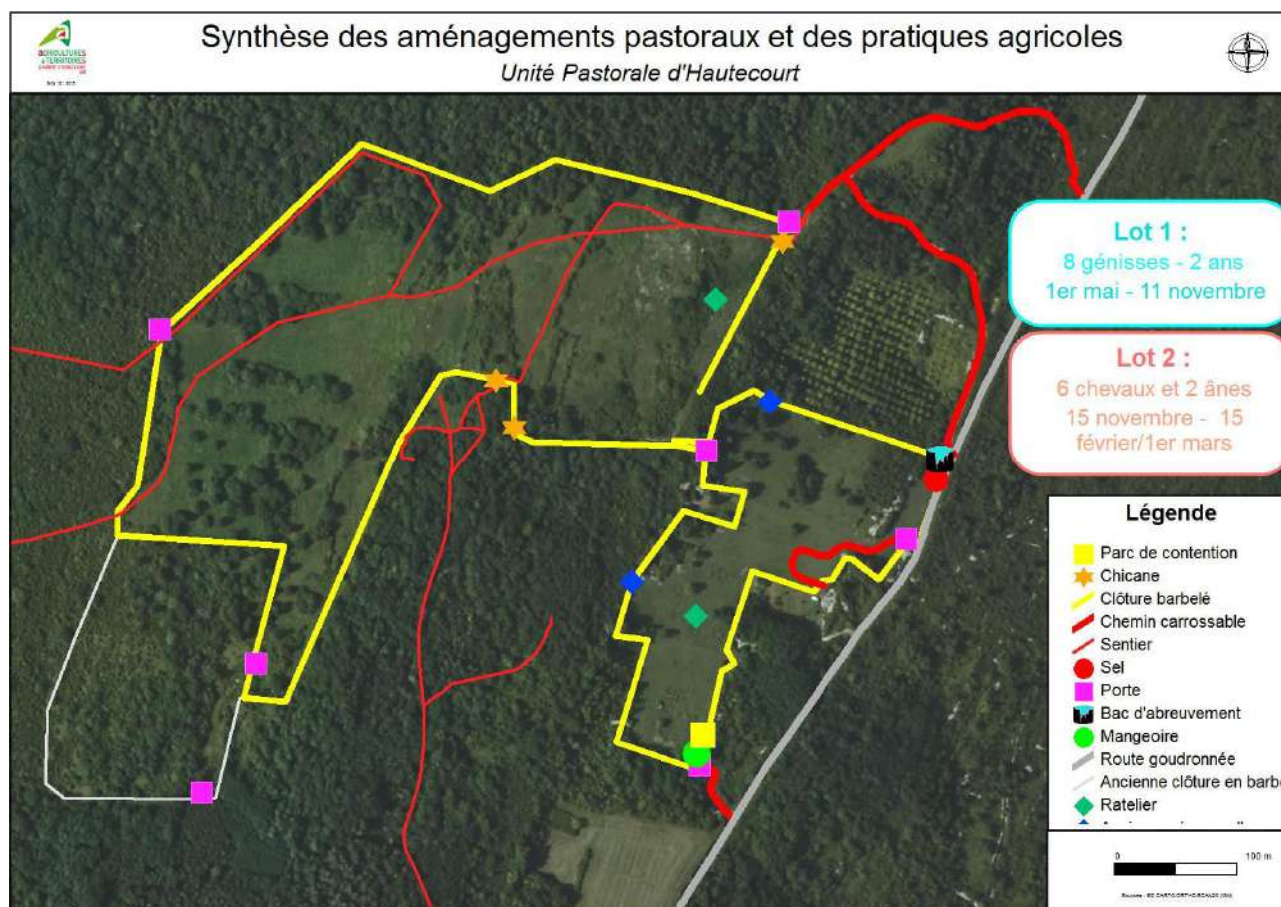 Synthèse des aménagements pastoraux et des pratiques agricoles
Unité Pastorale d'Hautecourt
AGRICULTURES
& TERRITOIRES
Lot 1 :
8 génisses - 2 ans
1er mai - 11 novembre
Lot 2 :
6 chevaux et 2 ânes
15 novembre - 15
février/1er mars
Légende
Parc de contention
Chicane
Clôture barbelé
Chemin carrossable
Sentier
Sel
Porte
Bac d'abreuvement
Mangeoire
Route goudronnée
Ancienne clôture en barbe
Ratelier
0 100 m